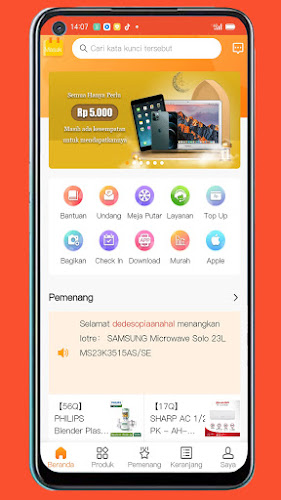 14:07
Masuk
Cari kata kunci tersebut
Semua Hanya Perlu
Rp 5.000
Masih ada kesempatan
untuk mendapatkannya
Bantuan Undang Meja Putar Layanan Top Up
Bagikan Check In Download Murah Apple
Pemenang
Selamat dedesopiaanahal menangkan
lotre： SAMSUNG Microwave Solo 23L
MS23K3515AS/SE
[56Q]
PHILIPS
Blender Plas...
[17Q]
SHARP AC 1/2
PK - AH-...
Beranda Produk Pemenang Keranjang Saya